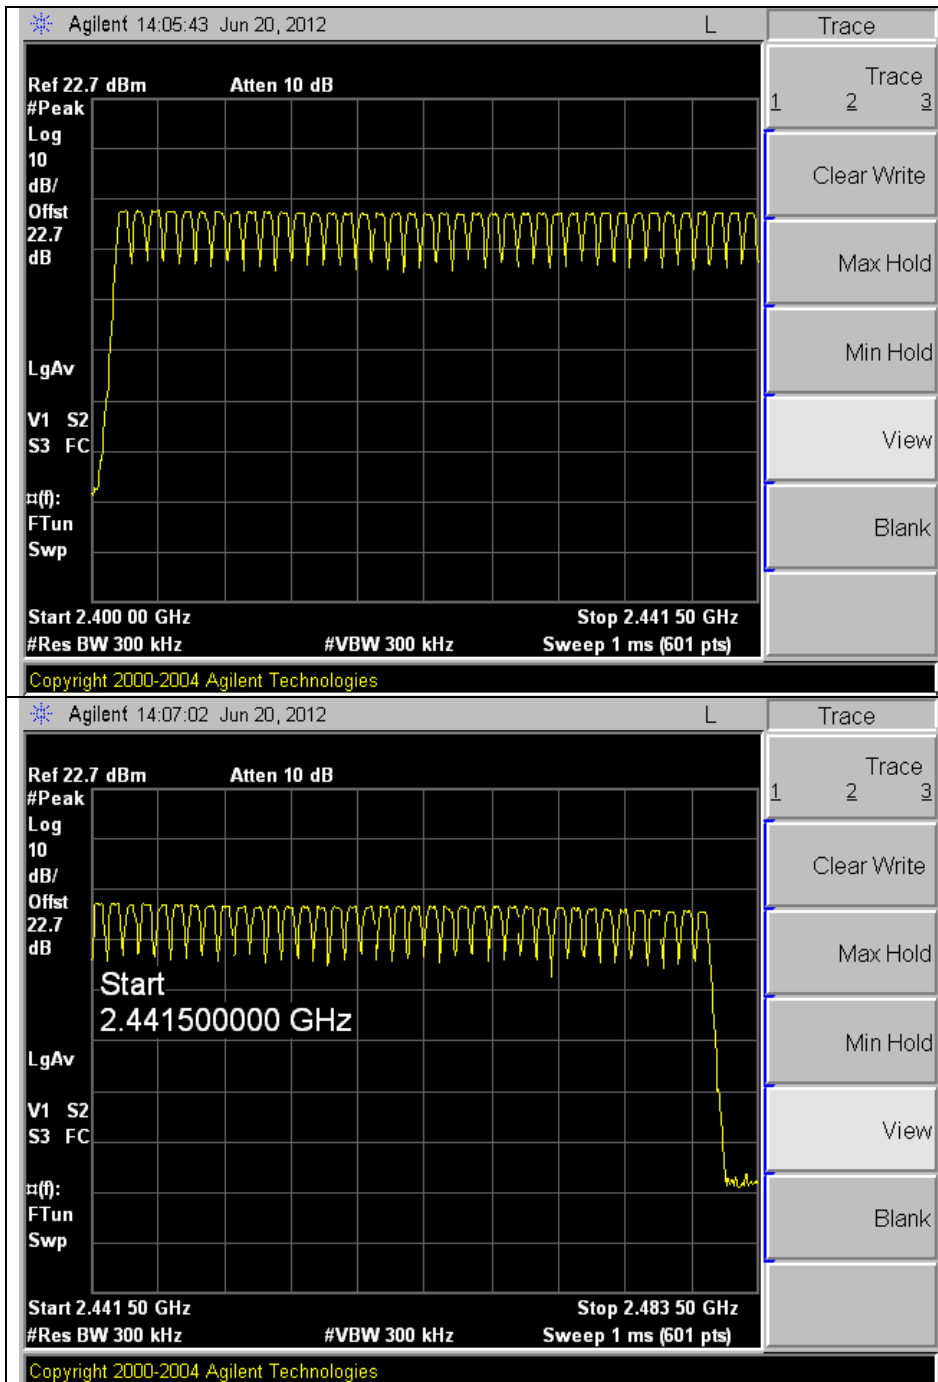 Agilent 14:05:43 Jun 20, 2012 L Trace
Ref 22.7 dBm Atten 10 dB
#Peak
Log
10
dB/
Offst
22.7
dB
LgAv
V1 S2
S3 FC
¤(f):
FTun
Swp
Start 2.400 00 GHz Stop 2.441 50 GHz
#Res BW 300 kHz #VBW 300 kHz Sweep 1 ms (601 pts)
Copyright 2000-2004 Agilent Technologies
Trace
1 2 3
Clear Write
Max Hold
Min Hold
View
Blank
Agilent 14:07:02 Jun 20, 2012 L Trace
Ref 22.7 dBm Atten 10 dB
#Peak
Log
10
dB/
Offst
22.7
dB
Start
2.441500000 GHz
LgAv
V1 S2
S3 FC
¤(f):
FTun
Swp
Start 2.441 50 GHz Stop 2.483 50 GHz
#Res BW 300 kHz #VBW 300 kHz Sweep 1 ms (601 pts)
Copyright 2000-2004 Agilent Technologies
Trace
1 2 3
Clear Write
Max Hold
Min Hold
View
Blank